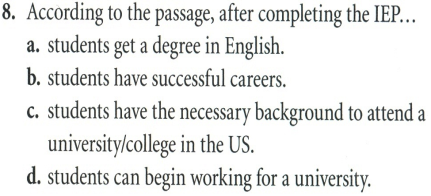 8. According to the passage, after completing the IEP...
a. students get a degree in English.
b. students have successful careers.
c. students have the necessary background to attend a
university/college in the US.
d. students can begin working for a university.